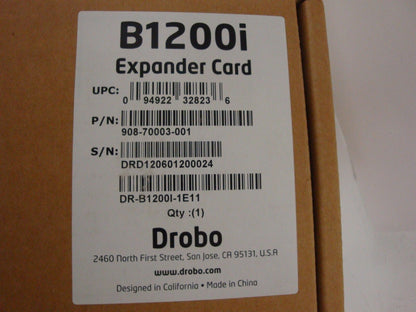 B1200i
Expander Card
UPC:
0 94922 32823 6
P/N:
908-70003-001
S/N:
DRD120601200024
DR-B1200I-1E11
Qty :(1)
Drobo
2460 North First Street, San Jose, CA 95131, U.S.A
www.drobo.com
Designed in California • Made in China